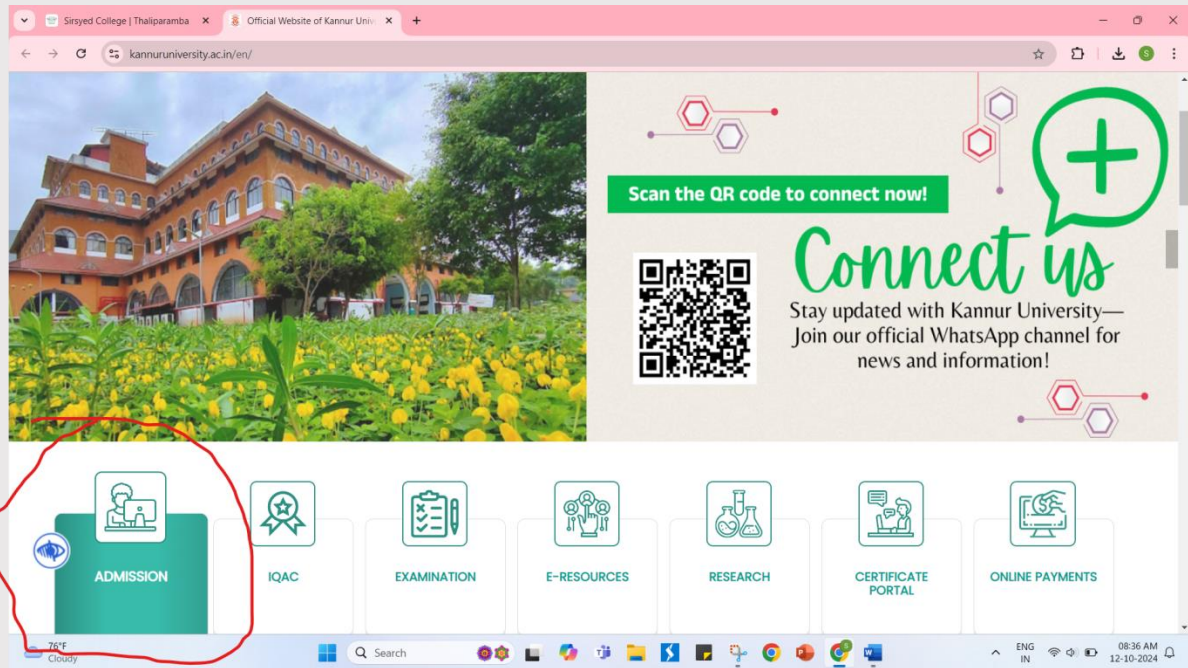 Sirsyed College | Thaliparamba
Official Website of Kannur Univ
kannuruniversity.ac.in/en/
S
Scan the QR code to connect now!
Connect us
Stay updated with Kannur University—
Join our official WhatsApp channel for
news and information!
ADMISSION
IQAC
EXAMINATION
E-RESOURCES
RESEARCH
CERTIFICATE
PORTAL
ONLINE PAYMENTS
76°F
Cloudy
Search
ENG
IN
08:36 AM
12-10-2024